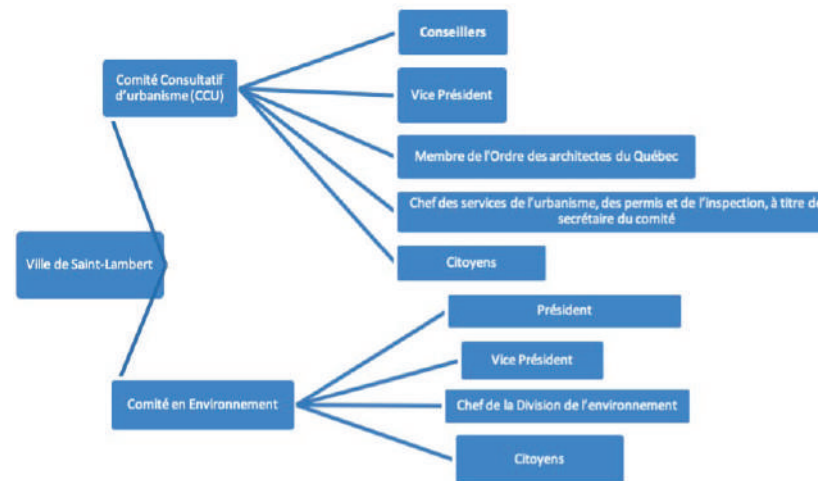 Conseillers
Comité Consultatif
d'urbanisme (CCU)
Vice Président
Membre de l'Ordre des architectes du Québec
Chef des services de l'urbanisme, des permis et de l'inspection, à titre de
secrétaire du comité
Ville de Saint-Lambert
Citoyens
Président
Vice Président
Comité en Environnement
Chef de la Division de l'environnement
Citoyens